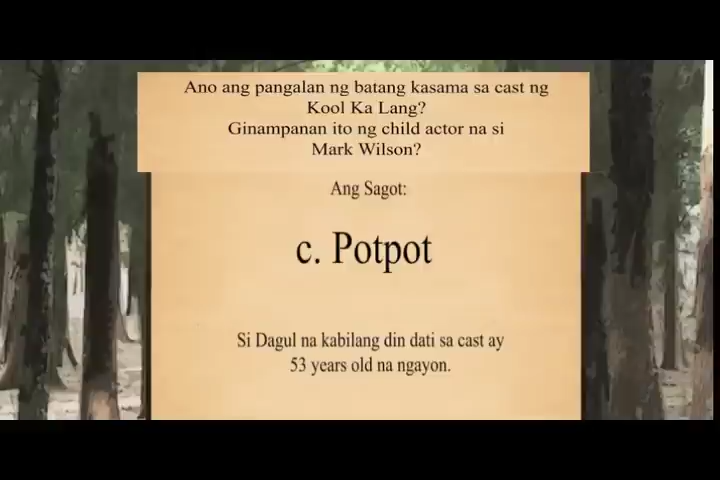 Ano ang pangalan ng batang kasama sa cast ng
Kool Ka Lang?
Ginampanan ito ng child actor na si
Mark Wilson?
Ang Sagot:
c. Potpot
Si Dagul na kabilang din dati sa cast ay
53 years old na ngayon.